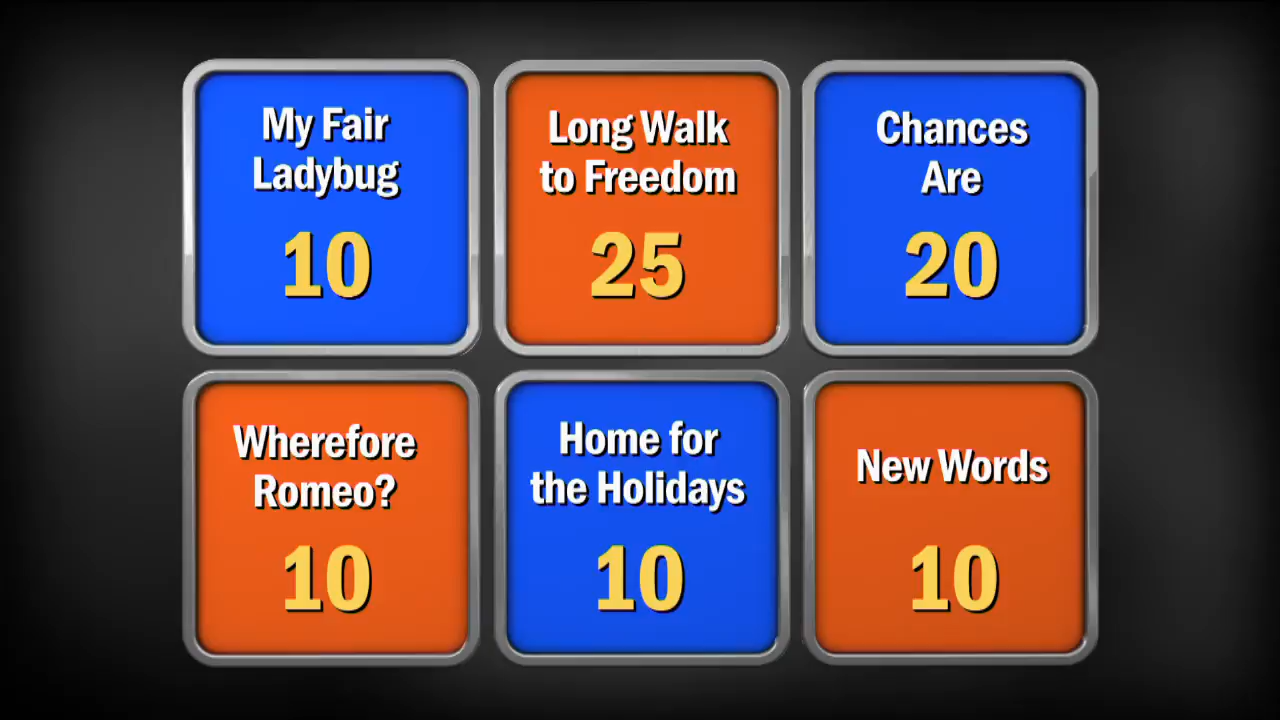 My Fair
Ladybug
10
Long Walk
to Freedom
25
Chances
Are
20
Wherefore
Romeo?
10
Home for
the Holidays
10
New Words
10